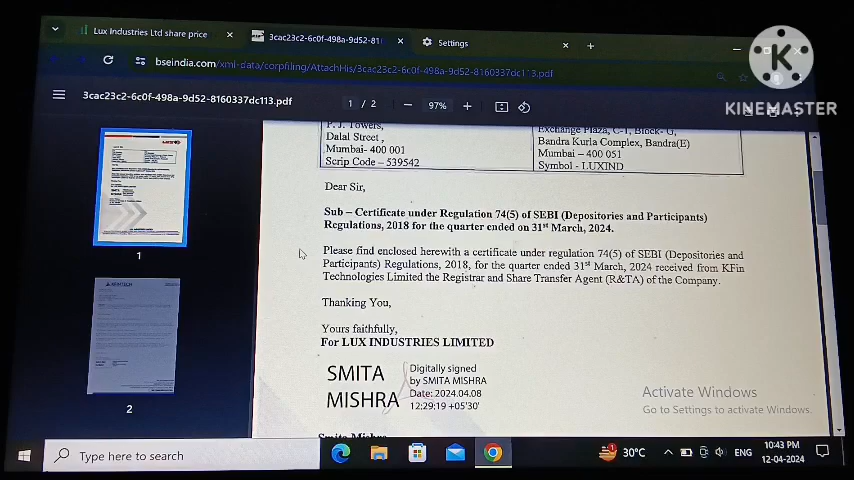 Lux Industries Ltd share price
3cac23c2-6c0f-498a-9d52-81
Settings
bseindia.com/xml-data/corpfiling/AttachHis/3cac23c2-6c0f-498a-9d52-8160337dc113.pdf
KINEMASTER
3cac23c2-6c0f-498a-9d52-8160337dc113.pdf
1 / 2
97%
P. J. Towers,
Dalal Street ,
Mumbai- 400 001
Scrip Code – 539542
Exchange Plaza, C-1, Block- G,
Bandra Kurla Complex, Bandra(E)
Mumbai – 400 051
Symbol - LUXIND
Dear Sir,
Sub – Certificate under Regulation 74(5) of SEBI (Depositories and Participants)
Regulations, 2018 for the quarter ended on 31st March, 2024.
Please find enclosed herewith a certificate under regulation 74(5) of SEBI (Depositories and
Participants) Regulations, 2018, for the quarter ended 31st March, 2024 received from KFin
Technologies Limited the Registrar and Share Transfer Agent (R&TA) of the Company.
Thanking You,
Yours faithfully,
For LUX INDUSTRIES LIMITED
SMITA
MISHRA
Digitally signed
by SMITA MISHRA
Date: 2024.04.08
12:29:19 +05'30'
Smita Mishra
1
2
Activate Windows
Go to Settings to activate Windows.
Type here to search
1
30°C
ENG
10:43 PM
12-04-2024